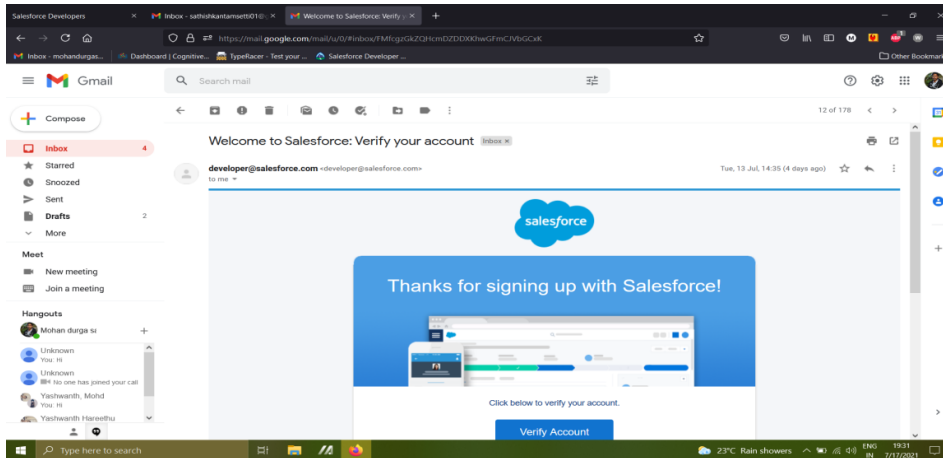 Salesforce Developers
Inbox - sathishkantamsetti01@
Welcome to Salesforce: Verify y
https://mail.google.com/mail/u/0/#inbox/FMfcgzGkZQHcmDZDDXKhwGFmCJVbGCxK
Inbox - mohandurgas...
Dashboard | Cognitive...
TypeRacer - Test your ...
Salesforce Developer ...
Other Bookmar
Gmail
Search mail
Compose
12 of 178
Inbox 4
Starred
Snoozed
Sent
Drafts 2
More
Meet
New meeting
Join a meeting
Hangouts
Mohan durga sa
Unknown
You: Hi
Unknown
No one has joined your call
Yashwanth, Mohd
You: Hi
Yashwanth Hareethu
Welcome to Salesforce: Verify your account Inbox ×
developer@salesforce.com <developer@salesforce.com>
to me
Tue, 13 Jul, 14:35 (4 days ago)
salesforce
Thanks for signing up with Salesforce!
Click below to verify your account.
Verify Account
Type here to search
23°C Rain showers
ENG
IN
19:31
7/17/2021